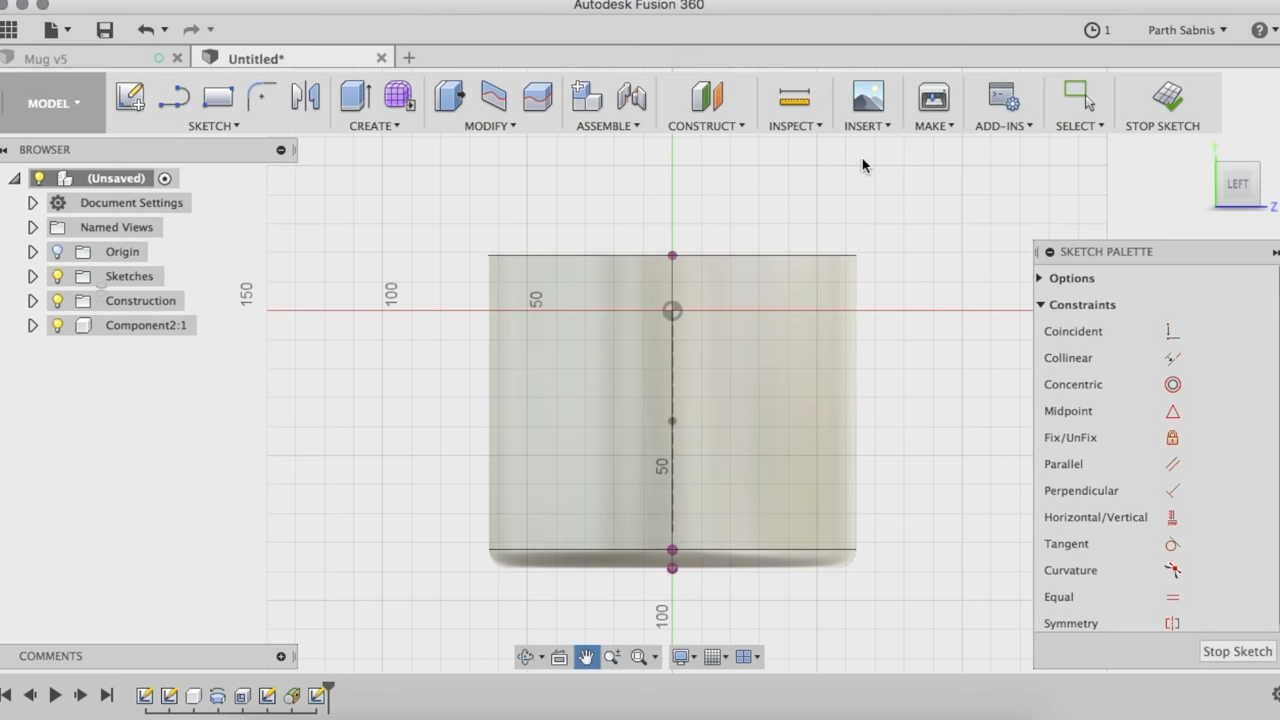 Autodesk Fusion 360
1 Parth Sabnis
Mug v5 Untitled*
MODEL
SKETCH CREATE MODIFY ASSEMBLE CONSTRUCT INSPECT INSERT MAKE ADD-INS SELECT STOP SKETCH
BROWSER
(Unsaved)
Document Settings
Named Views
Origin
Sketches
Construction
Component2:1
150
100
50
50
100
LEFT
Y
Z
SKETCH PALETTE
Options
Constraints
Coincident
Collinear
Concentric
Midpoint
Fix/UnFix
Parallel
Perpendicular
Horizontal/Vertical
Tangent
Curvature
Equal
Symmetry
Stop Sketch
COMMENTS